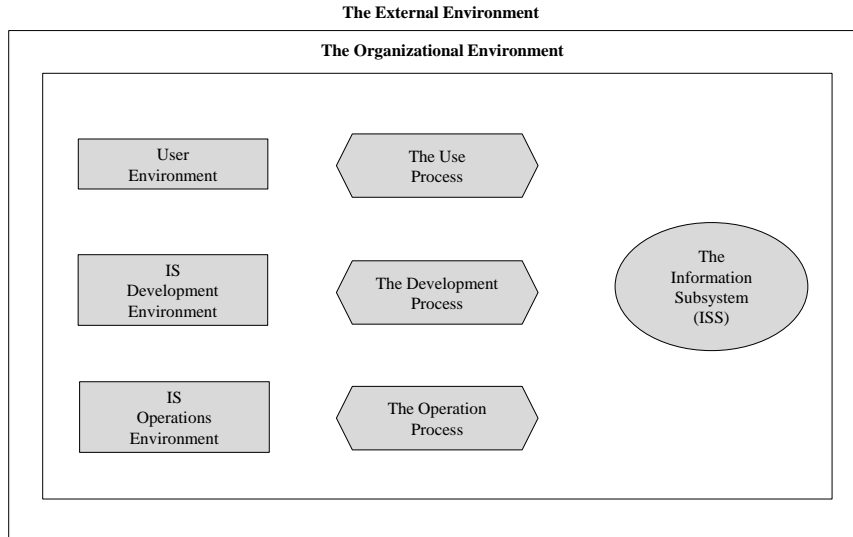 The External Environment
The Organizational Environment
User
Environment
The Use
Process
IS
Development
Environment
The Development
Process
The
Information
Subsystem
(ISS)
IS
Operations
Environment
The Operation
Process